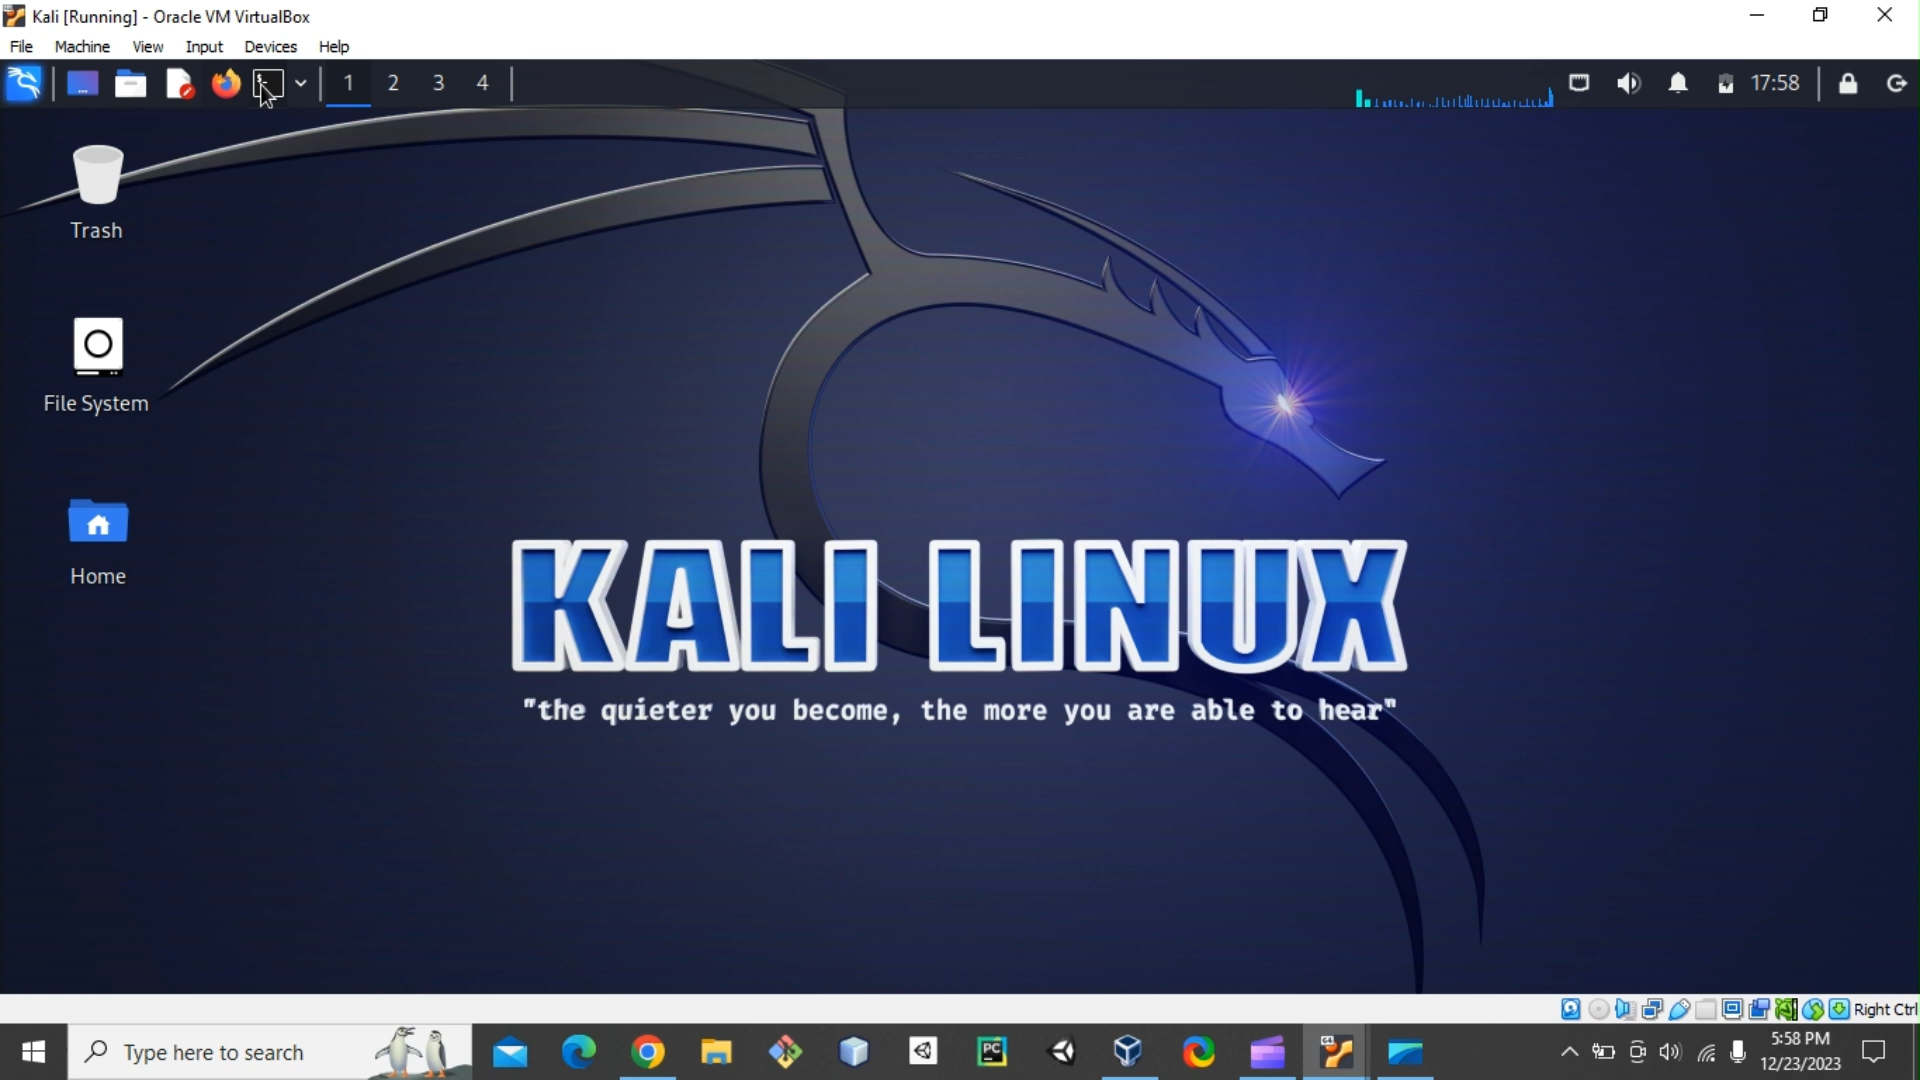 Kali [Running] - Oracle VM VirtualBox
File Machine View Input Devices Help
1 2 3 4
17:58
Trash
File System
Home
KALI LINUX
"the quieter you become, the more you are able to hear"
Right Ctrl
Type here to search
PC
64
5:58 PM
12/23/2023